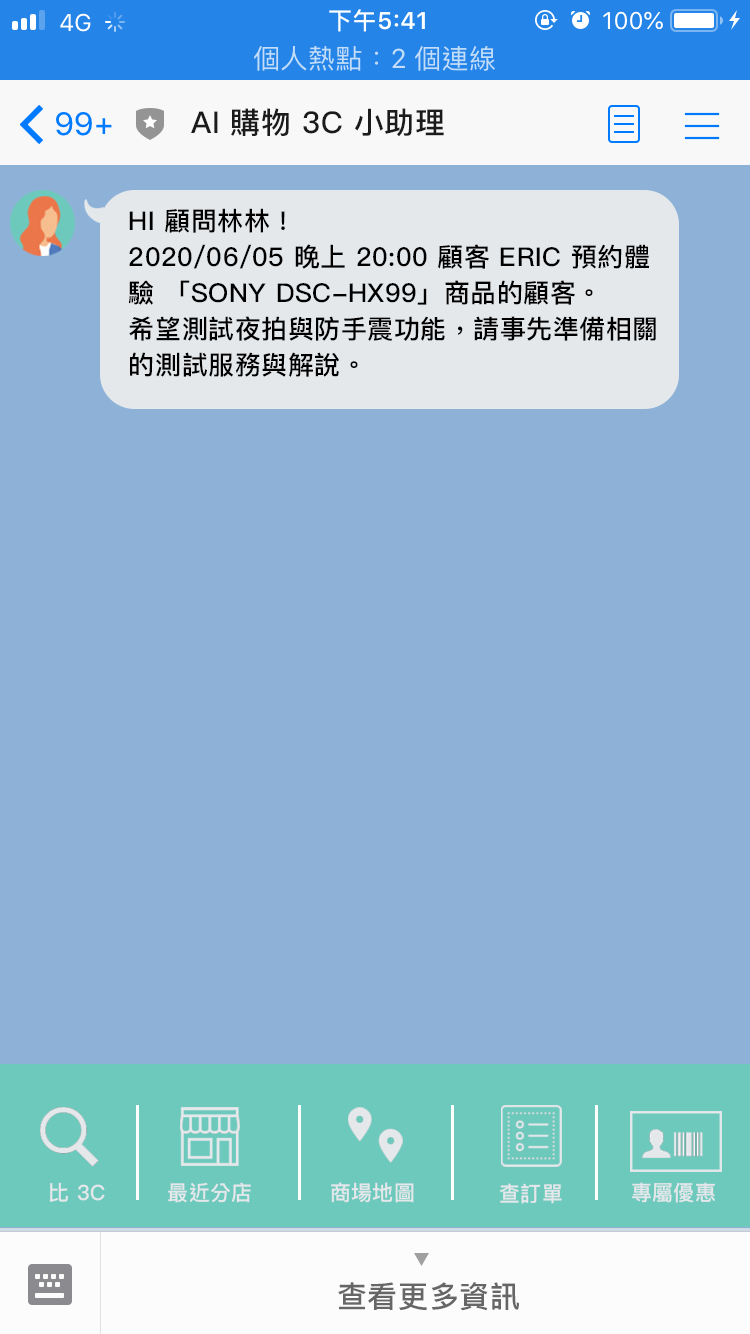 4G 下午5:41 100%
個人熱點：2 個連線
99+ AI 購物 3C 小助理
HI 顧問林林！
2020/06/05 晚上 20:00 顧客 ERIC 預約體
驗 「SONY DSC-HX99」商品的顧客。
希望測試夜拍與防手震功能，請事先準備相關
的測試服務與解說。
比 3C 最近分店 商場地圖 查訂單 專屬優惠
查看更多資訊